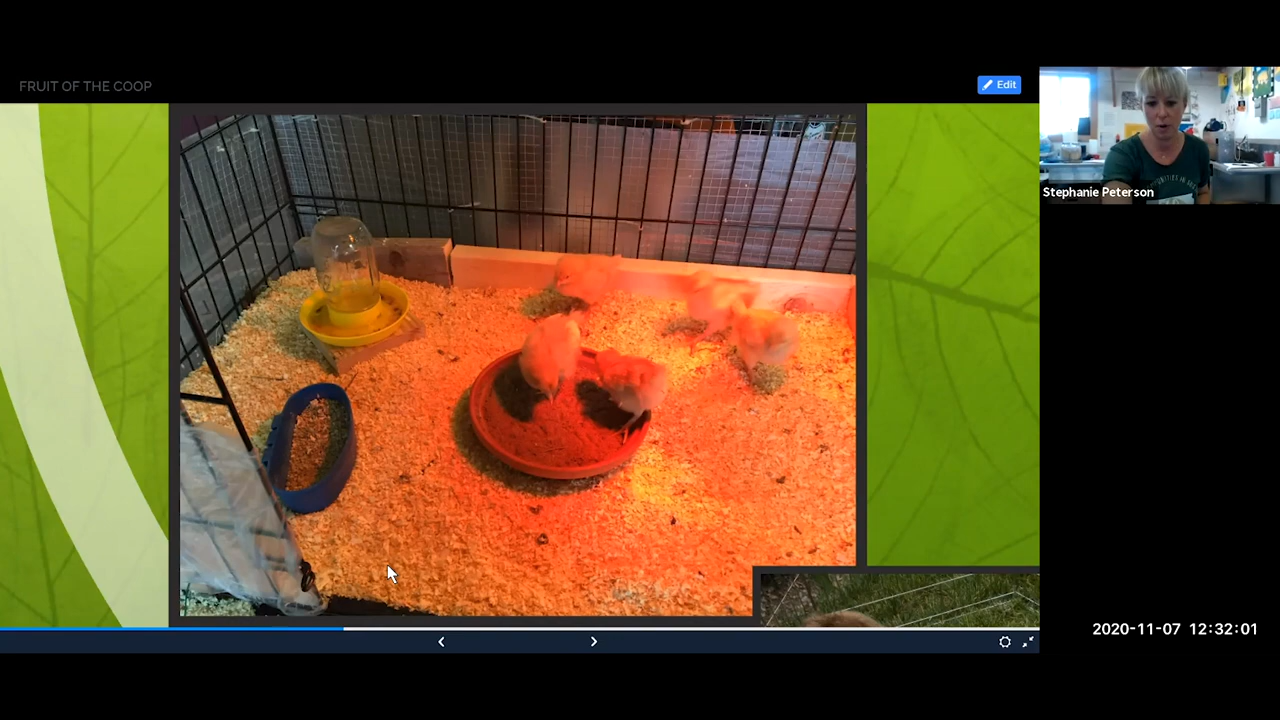 FRUIT OF THE COOP
Edit
Stephanie Peterson
2020-11-07 12:32:01